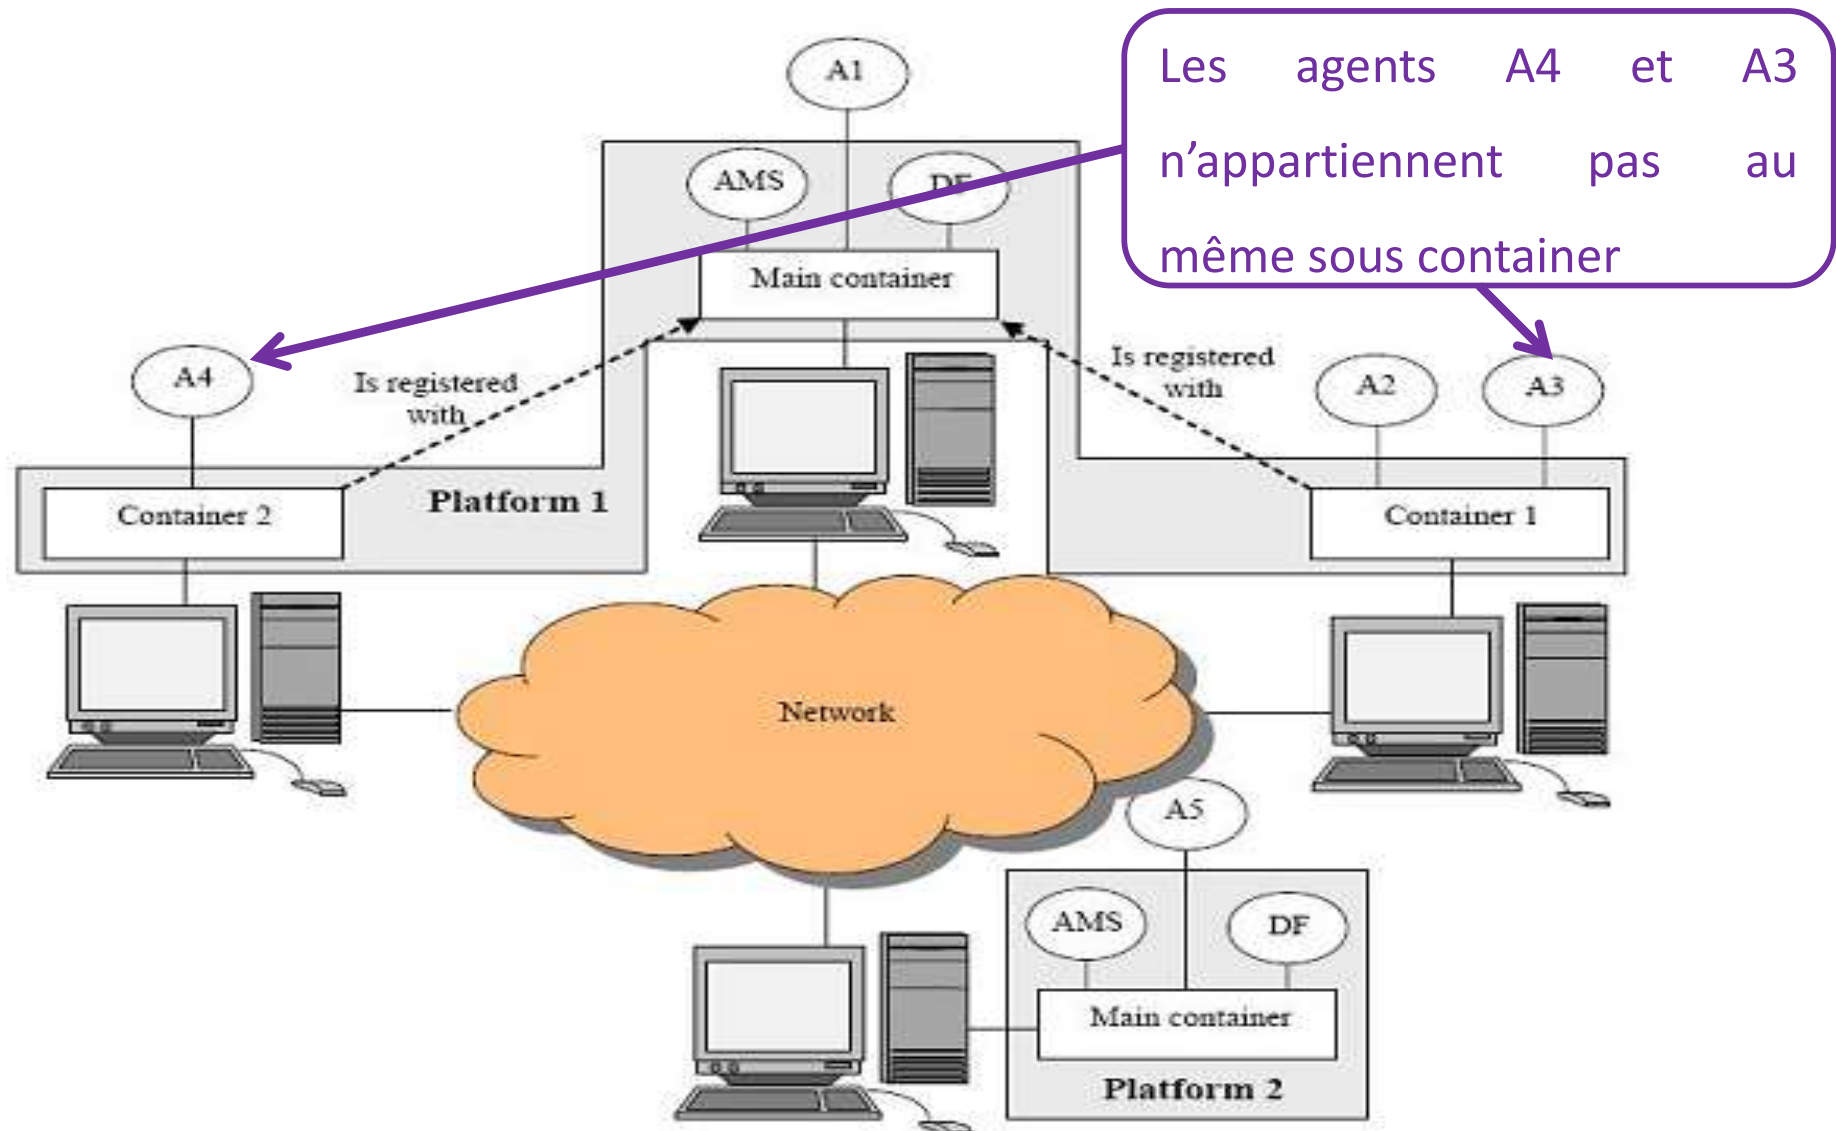 Les agents A4 et A3
n'appartiennent pas au
même sous container
A1
AMS
DF
Main container
Is registered
with
Is registered
with
A4
A2
A3
Container 2
Platform 1
Container 1
Network
A5
AMS
DF
Main container
Platform 2